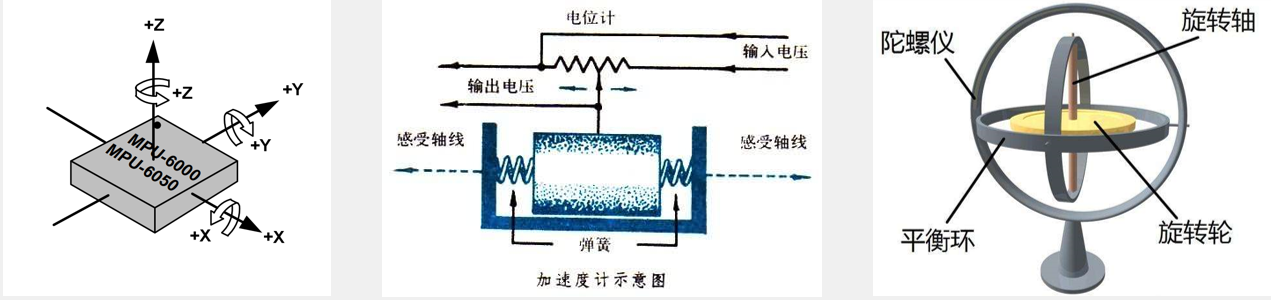 +Z
+Z
+Y
+Y
MPU-6000
MPU-6050
+X
+X
电位计
输入电压
输出电压
感受轴线
感受轴线
弹簧
加速度计示意图
旋转轴
陀螺仪
平衡环
旋转轮